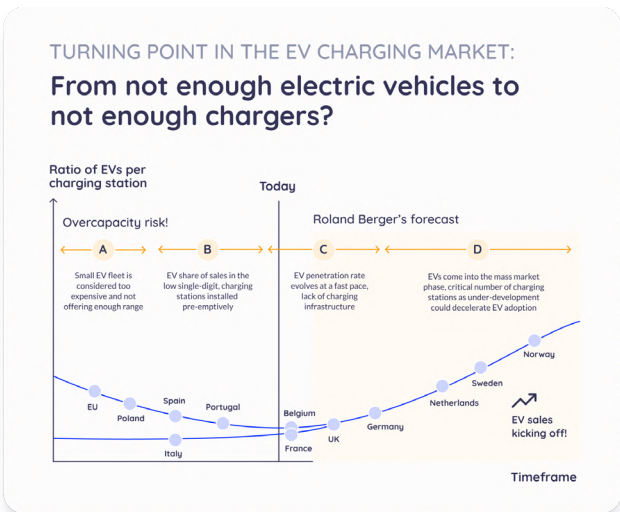 TURNING POINT IN THE EV CHARGING MARKET:
From not enough electric vehicles to
not enough chargers?
Ratio of EVs per
charging station
Today
Overcapacity risk!
Roland Berger's forecast
A
B
C
D
Small EV fleet is
considered too
expensive and not
offering enough range
EV share of sales in the
low single-digit, charging
stations installed
pre-emptively
EV penetration rate
evolves at a fast pace,
lack of charging
infrastructure
EVs come into the mass market
phase, critical number of charging
stations as under-development
could decelerate EV adoption
EU
Poland
Spain
Italy
Portugal
Belgium
France
UK
Germany
Netherlands
Sweden
Norway
EV sales
kicking off!
Timeframe